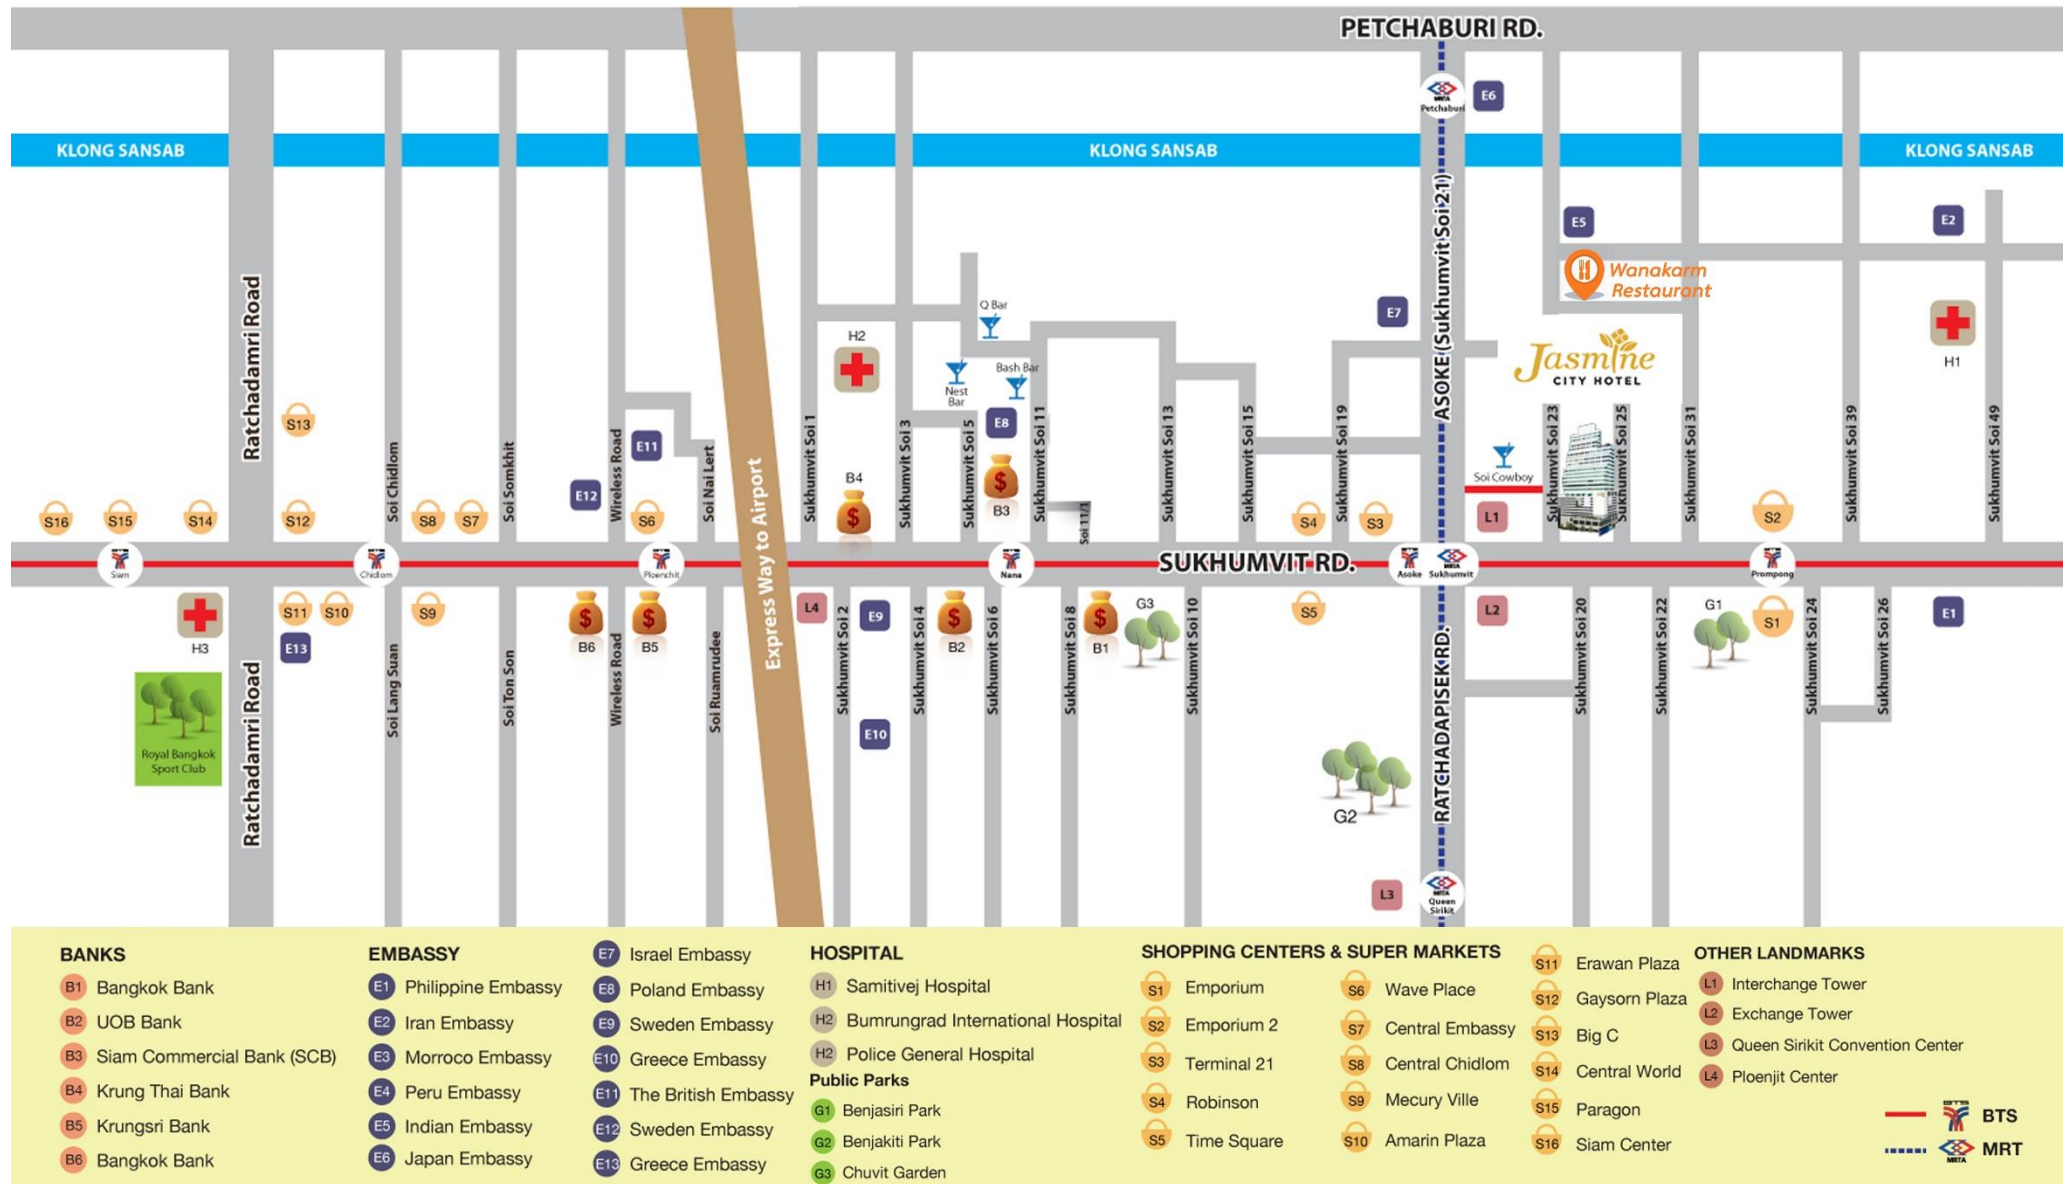 PETCHABURI RD.
MRTA
Petchaburi
E6
KLONG SANSAB
KLONG SANSAB
KLONG SANSAB
ASOKE (Sukhumvit Soi 21)
E5
E2
Wanakarm
Restaurant
Ratchadamri Road
Q Bar
E7
H2
Jasmine
CITY HOTEL
H1
Nest
Bar
Bash Bar
S13
E8
E11
Soi Chidlom
Soi Somkhit
Wireless Road
Soi Nai Lert
Express Way to Airport
Sukhumvit Soi 1
Sukhumvit Soi 3
Sukhumvit Soi 5
Sukhumvit Soi 11
Soi 11/1
Sukhumvit Soi 13
Sukhumvit Soi 15
Sukhumvit Soi 19
Soi Cowboy
Sukhumvit Soi 23
Sukhumvit Soi 25
Sukhumvit Soi 31
Sukhumvit Soi 39
Sukhumvit Soi 49
B4
$
$
B3
E12
S16
S15
S14
S12
S8
S7
S6
S4
S3
L1
S2
Siam
Chidlom
Ploenchit
Nana
SUKHUMVIT RD.
Asoke
MRTA
Sukhumvit
Prompong
H3
S11
S10
S9
E13
$
B6
$
B5
L4
E9
$
B2
$
B1
G3
S5
L2
G1
S1
E1
Royal Bangkok
Sport Club
Ratchadamri Road
Soi Lang Suan
Soi Ton Son
Wireless Road
Soi Ruamrudee
Sukhumvit Soi 2
E10
Sukhumvit Soi 4
Sukhumvit Soi 6
Sukhumvit Soi 8
Sukhumvit Soi 10
RATCHADAPISEK RD.
Sukhumvit Soi 20
Sukhumvit Soi 22
Sukhumvit Soi 24
Sukhumvit Soi 26
G2
L3
MRTA
Queen
Sirikit
BANKS
B1 Bangkok Bank
B2 UOB Bank
B3 Siam Commercial Bank (SCB)
B4 Krung Thai Bank
B5 Krungsri Bank
B6 Bangkok Bank
EMBASSY
E1 Philippine Embassy
E2 Iran Embassy
E3 Morroco Embassy
E4 Peru Embassy
E5 Indian Embassy
E6 Japan Embassy
E7 Israel Embassy
E8 Poland Embassy
E9 Sweden Embassy
E10 Greece Embassy
E11 The British Embassy
E12 Sweden Embassy
E13 Greece Embassy
HOSPITAL
H1 Samitivej Hospital
H2 Bumrungrad International Hospital
H2 Police General Hospital
Public Parks
G1 Benjasiri Park
G2 Benjakiti Park
G3 Chuvit Garden
SHOPPING CENTERS & SUPER MARKETS
S1 Emporium
S2 Emporium 2
S3 Terminal 21
S4 Robinson
S5 Time Square
S6 Wave Place
S7 Central Embassy
S8 Central Chidlom
S9 Mecury Ville
S10 Amarin Plaza
S11 Erawan Plaza
S12 Gaysorn Plaza
S13 Big C
S14 Central World
S15 Paragon
S16 Siam Center
OTHER LANDMARKS
L1 Interchange Tower
L2 Exchange Tower
L3 Queen Sirikit Convention Center
L4 Ploenjit Center
BTS BTS
MRTA MRT